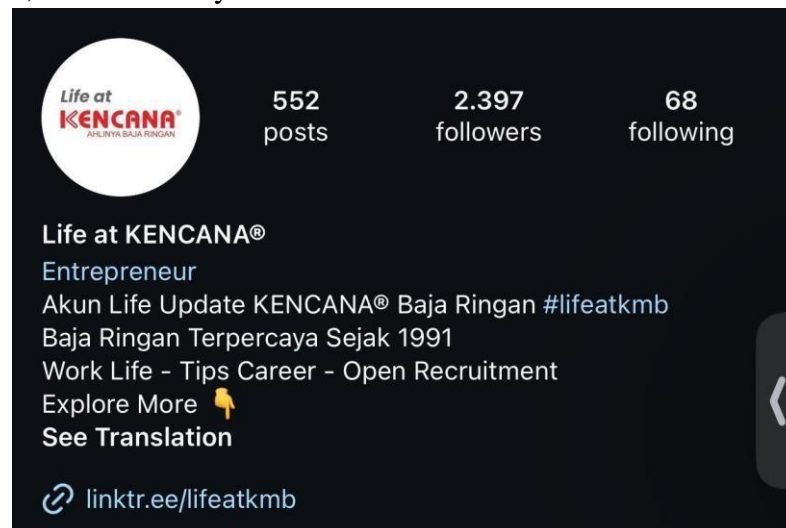 Life at
KENCANA®
AHLINYA BAJA RINGAN
552
posts
2.397
followers
68
following
Life at KENCANA®
Entrepreneur
Akun Life Update KENCANA® Baja Ringan #lifeatkmb
Baja Ringan Terpercaya Sejak 1991
Work Life - Tips Career - Open Recruitment
Explore More 👇
See Translation
linktr.ee/lifeatkmb